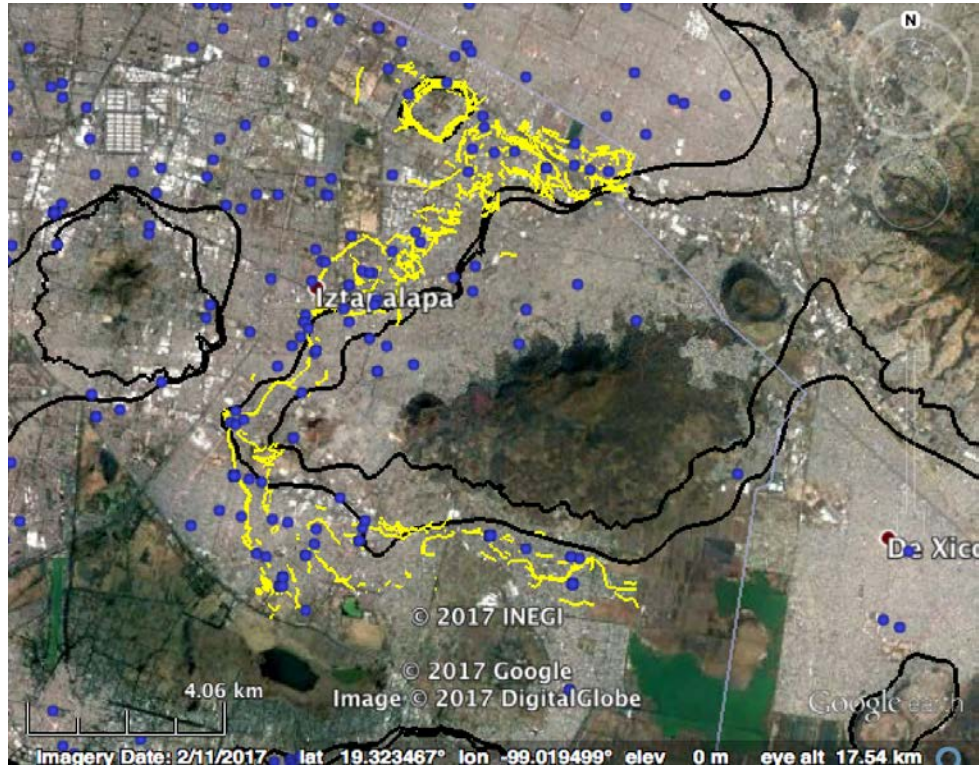 N
Iztapalapa
De Xico
© 2017 INEGI
© 2017 Google
4.06 km
Image © 2017 DigitalGlobe
Google earth
Imagery Date: 2/11/2017 lat 19.323467° lon -99.019499° elev 0 m eye alt 17.54 km